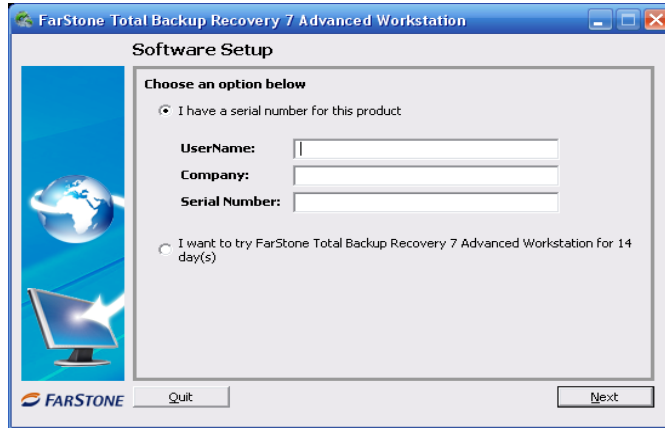 FarStone Total Backup Recovery 7 Advanced Workstation
Software Setup
Choose an option below
I have a serial number for this product
UserName:
Company:
Serial Number:
I want to try FarStone Total Backup Recovery 7 Advanced Workstation for 14
day(s)
FARSTONE
Quit
Next